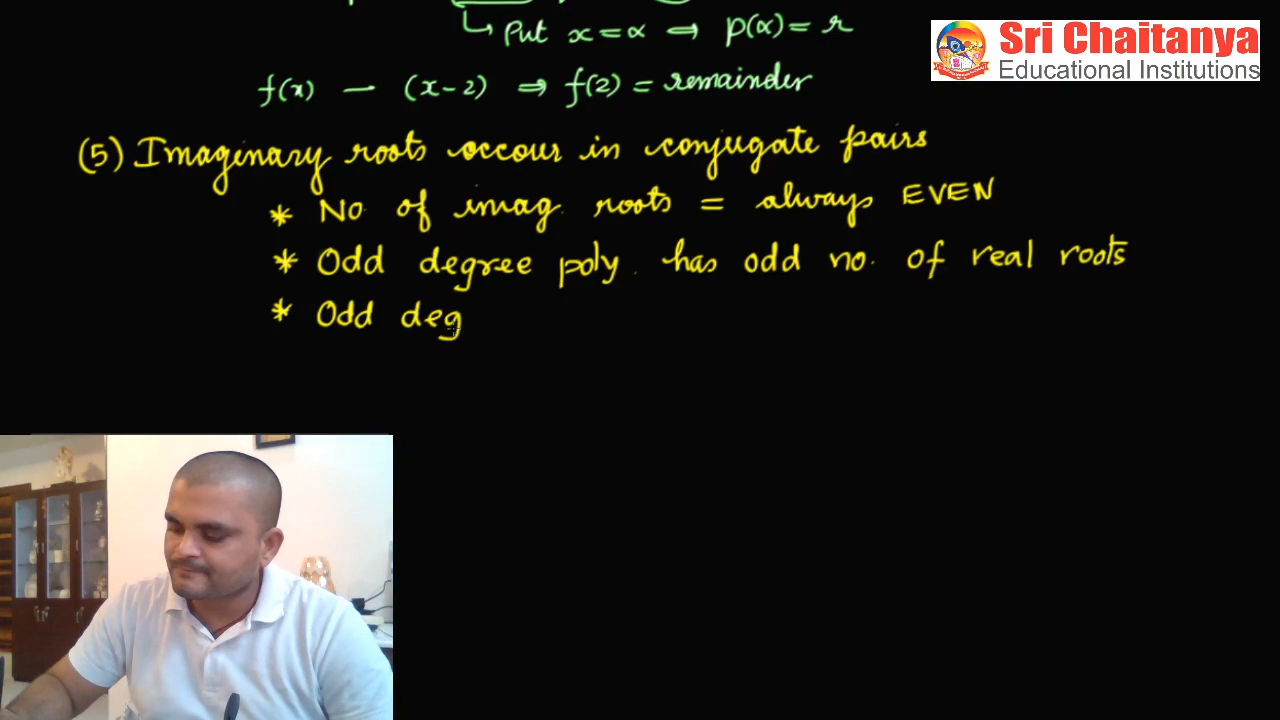 Put x = α ⇒ p(α) = r
Sri Chaitanya
Educational Institutions
f(x) — (x-2) ⇒ f(2) = remainder
(5) Imaginary roots occur in conjugate pairs
* No. of imag. roots = always EVEN
* Odd degree poly. has odd no. of real roots
* Odd deg